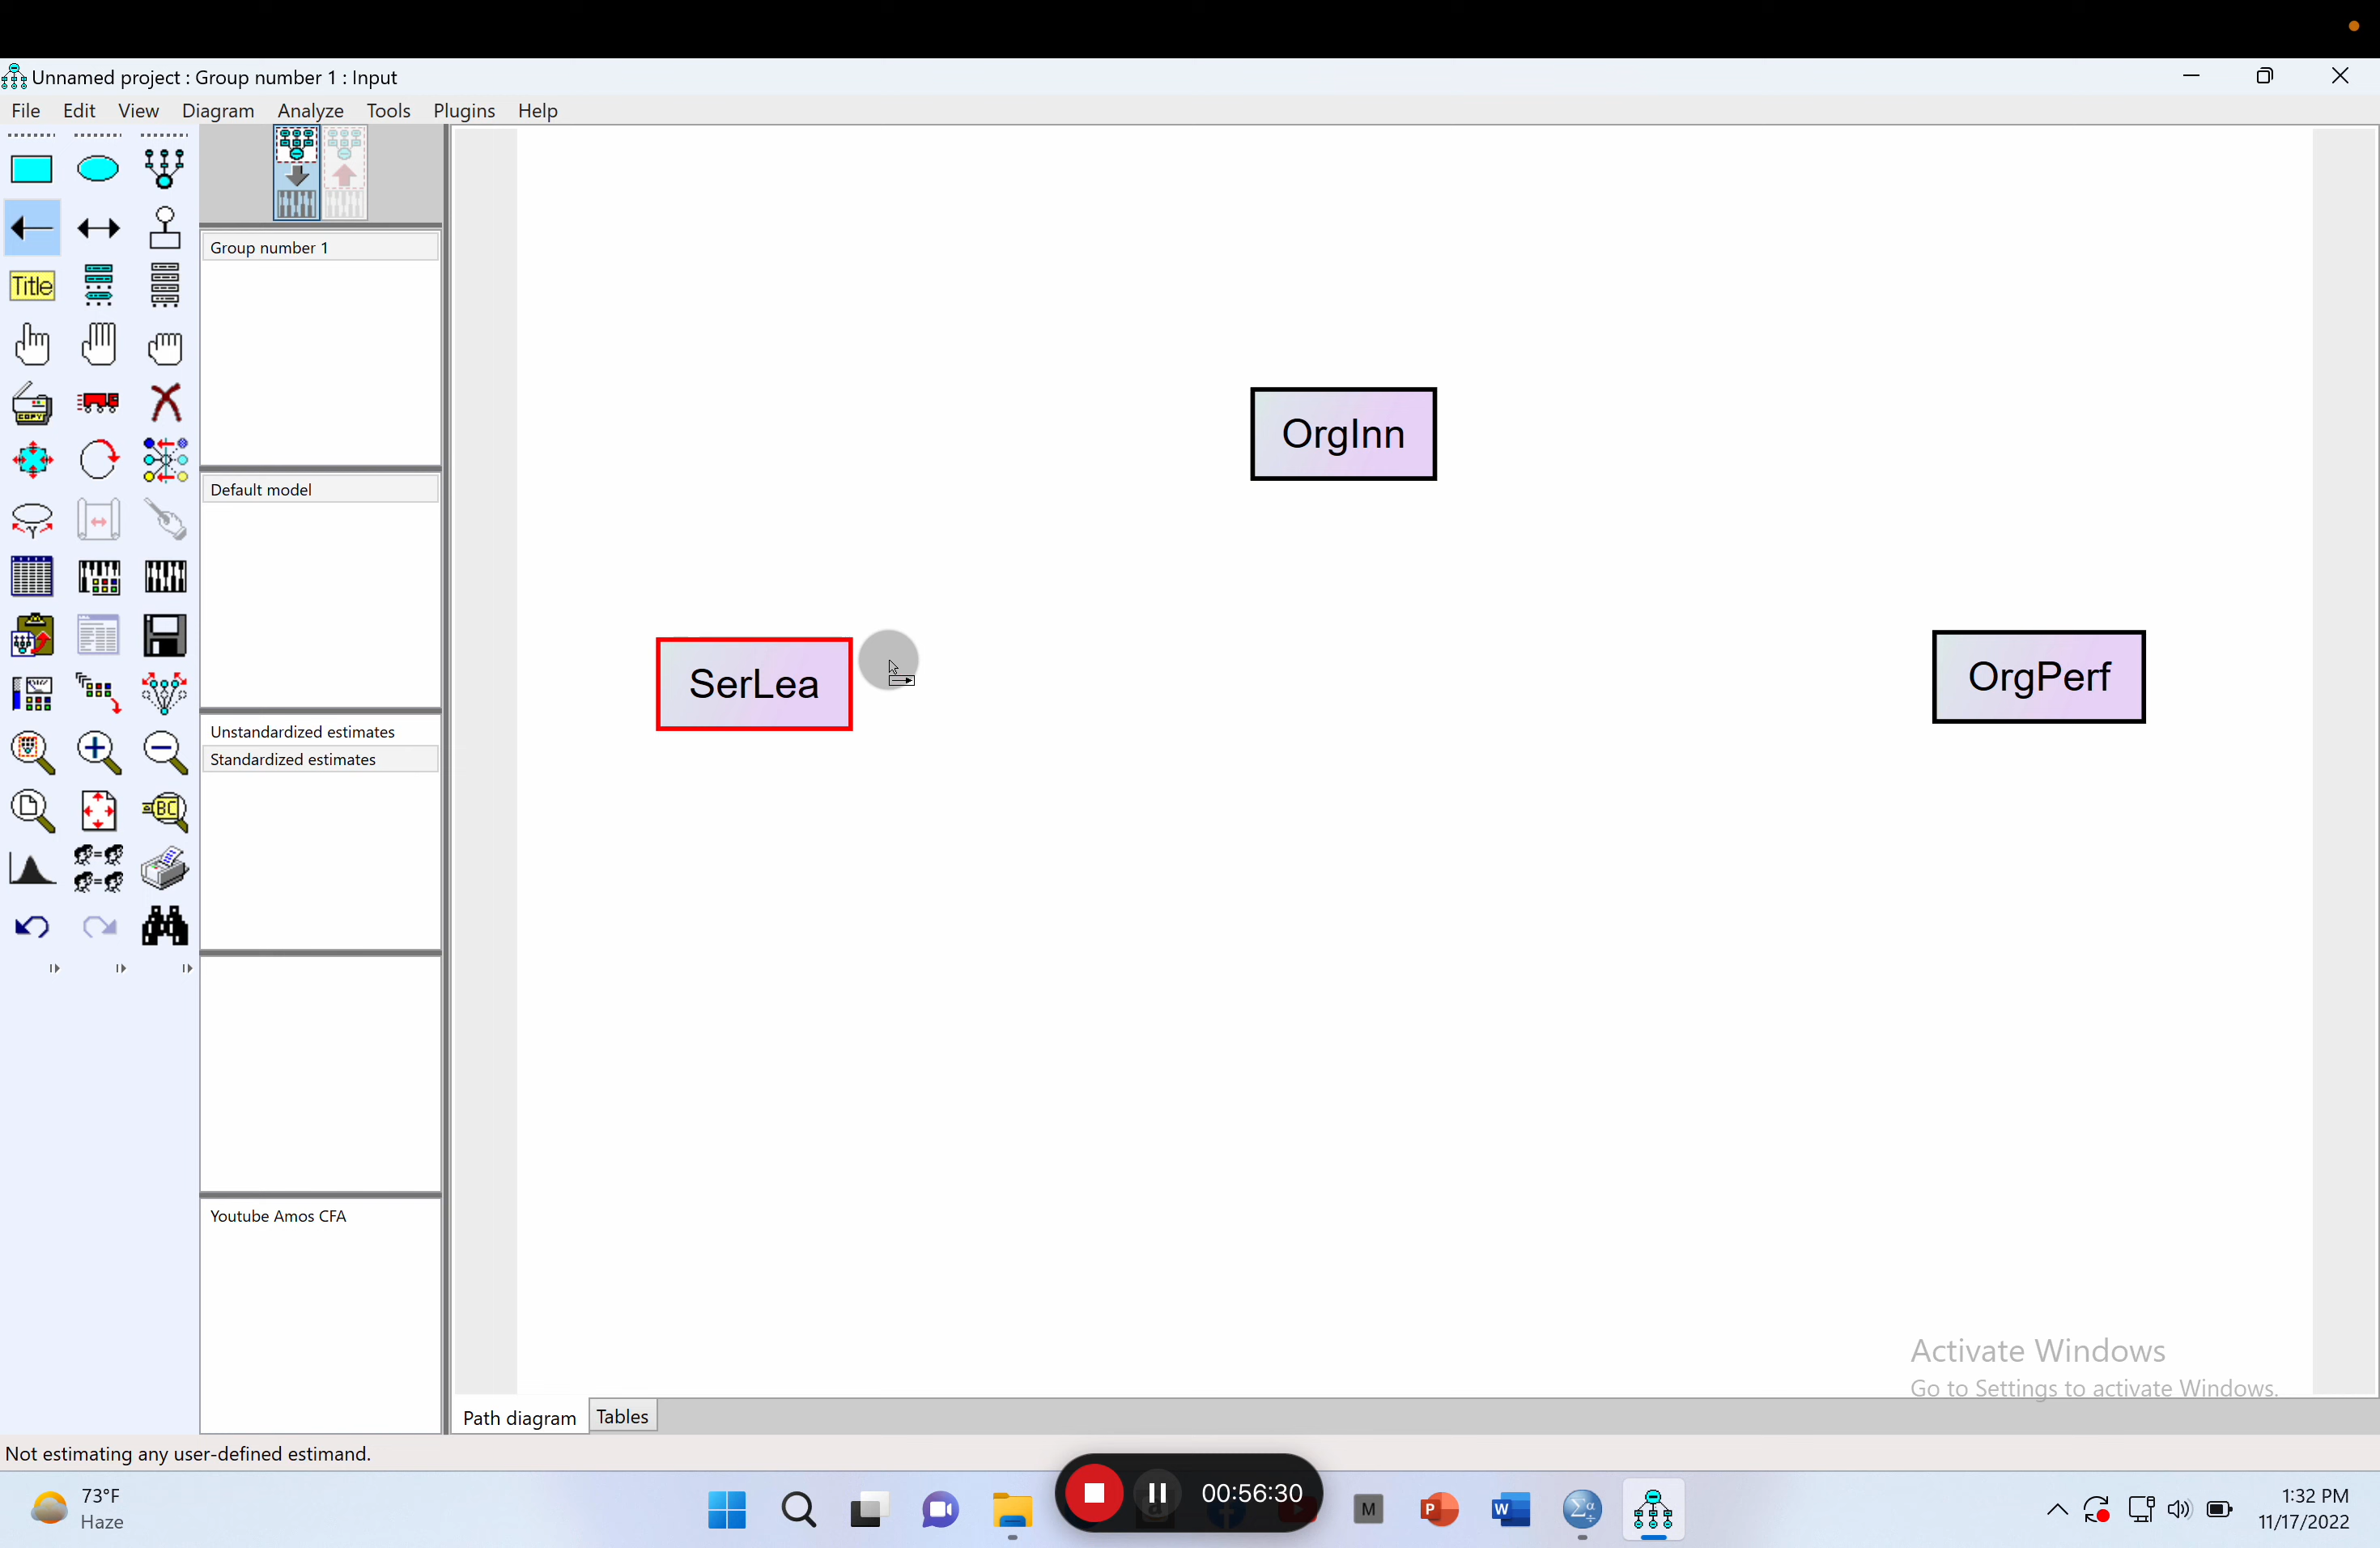 Unnamed project : Group number 1 : Input
File Edit View Diagram Analyze Tools Plugins Help
Title
COPY
BC
Group number 1
Default model
Unstandardized estimates
Standardized estimates
Youtube Amos CFA
OrgInn
SerLea
OrgPerf
Activate Windows
Go to Settings to activate Windows.
Path diagram Tables
Not estimating any user-defined estimand.
73°F
Haze
00:56:30
M
P
W
Σα
1:32 PM
11/17/2022